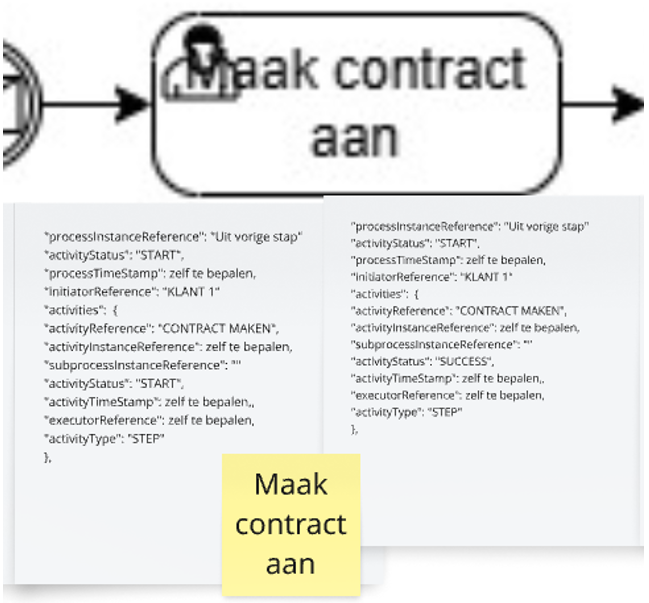 Maak contract
aan
"processInstanceReference": "Uit vorige stap"
"activityStatus": "START",
"processTimeStamp": zelf te bepalen,
"initiatorReference": "KLANT 1"
"activities":  {
"activityReference": "CONTRACT MAKEN",
"activityInstanceReference": zelf te bepalen,
"subprocessInstanceReference": ""
"activityStatus": "START",
"activityTimeStamp": zelf te bepalen,,
"executorReference": zelf te bepalen,
"activityType": "STEP"
},
"processInstanceReference": "Uit vorige stap"
"activityStatus": "START",
"processTimeStamp": zelf te bepalen,
"initiatorReference": "KLANT 1"
"activities":  {
"activityReference": "CONTRACT MAKEN",
"activityInstanceReference": zelf te bepalen,
"subprocessInstanceReference": ""
"activityStatus": "SUCCESS",
"activityTimeStamp": zelf te bepalen,,
"executorReference": zelf te bepalen,
"activityType": "STEP"
},
Maak
contract
aan